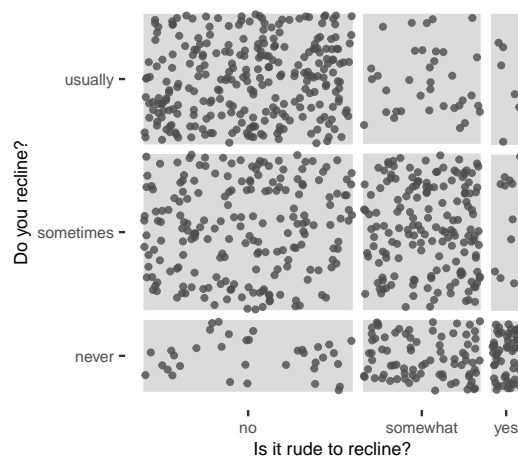 usually
sometimes
never
Do you recline?
no somewhat yes
Is it rude to recline?